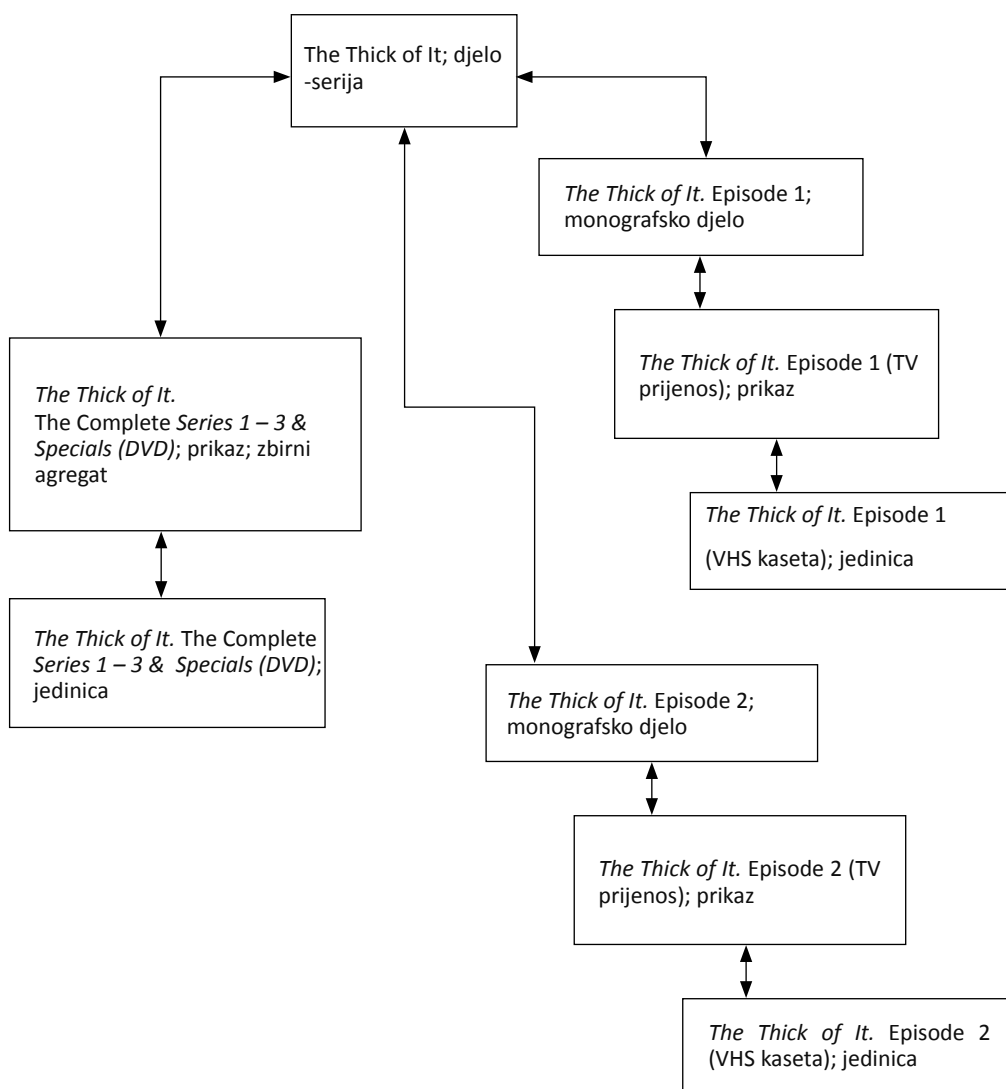 The Thick of It; djelo
-serija
The Thick of It. Episode 1;
monografsko djelo
The Thick of It. Episode 1 (TV
prijenos); prikaz
The Thick of It. Episode 1
(VHS kaseta); jedinica
The Thick of It.
The Complete Series 1 – 3 &
Specials (DVD); prikaz; zbirni
agregat
The Thick of It. The Complete
Series 1 – 3 & Specials (DVD);
jedinica
The Thick of It. Episode 2;
monografsko djelo
The Thick of It. Episode 2 (TV
prijenos); prikaz
The Thick of It. Episode 2
(VHS kaseta); jedinica